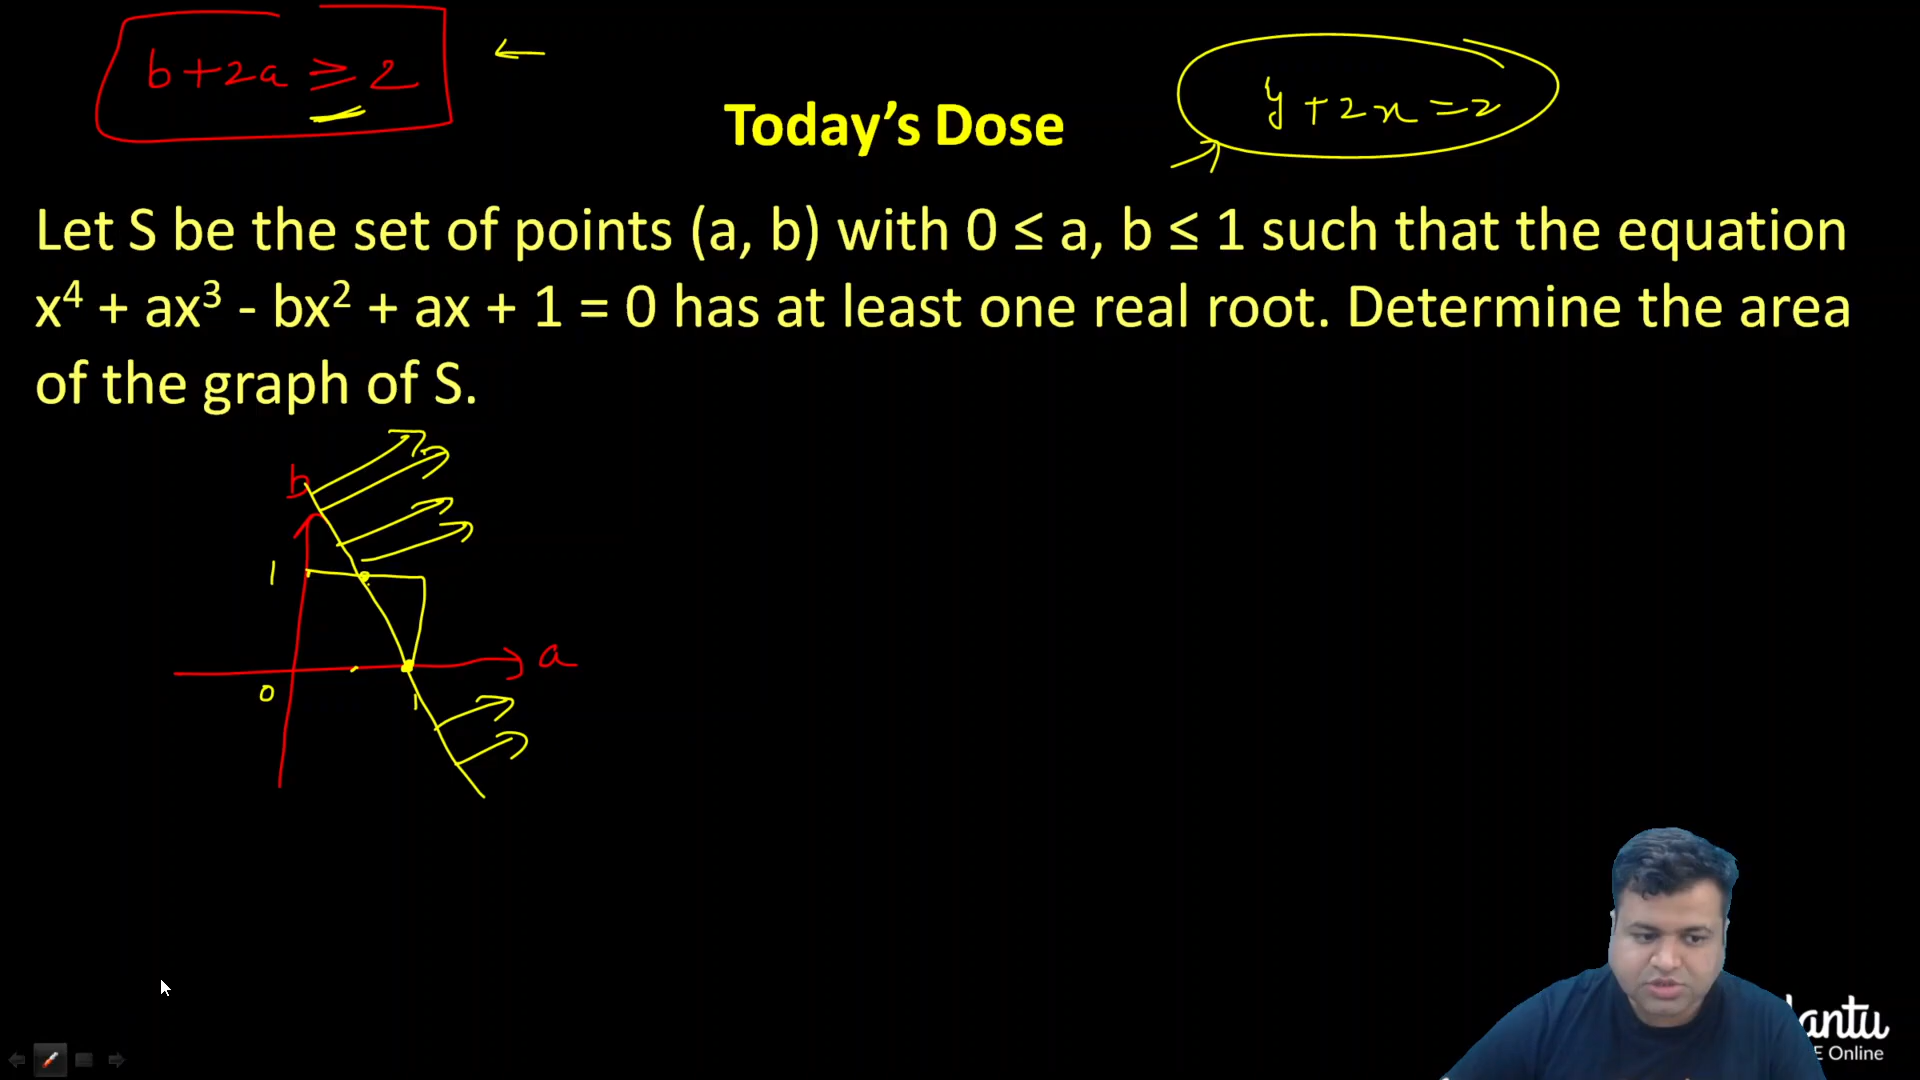 b+2a ≥ 2
y+2x=2
Today's Dose
Let S be the set of points (a, b) with 0 ≤ a, b ≤ 1 such that the equation
x⁴ + ax³ - bx² + ax + 1 = 0 has at least one real root. Determine the area
of the graph of S.
b
1
a
0
1
antu
E Online